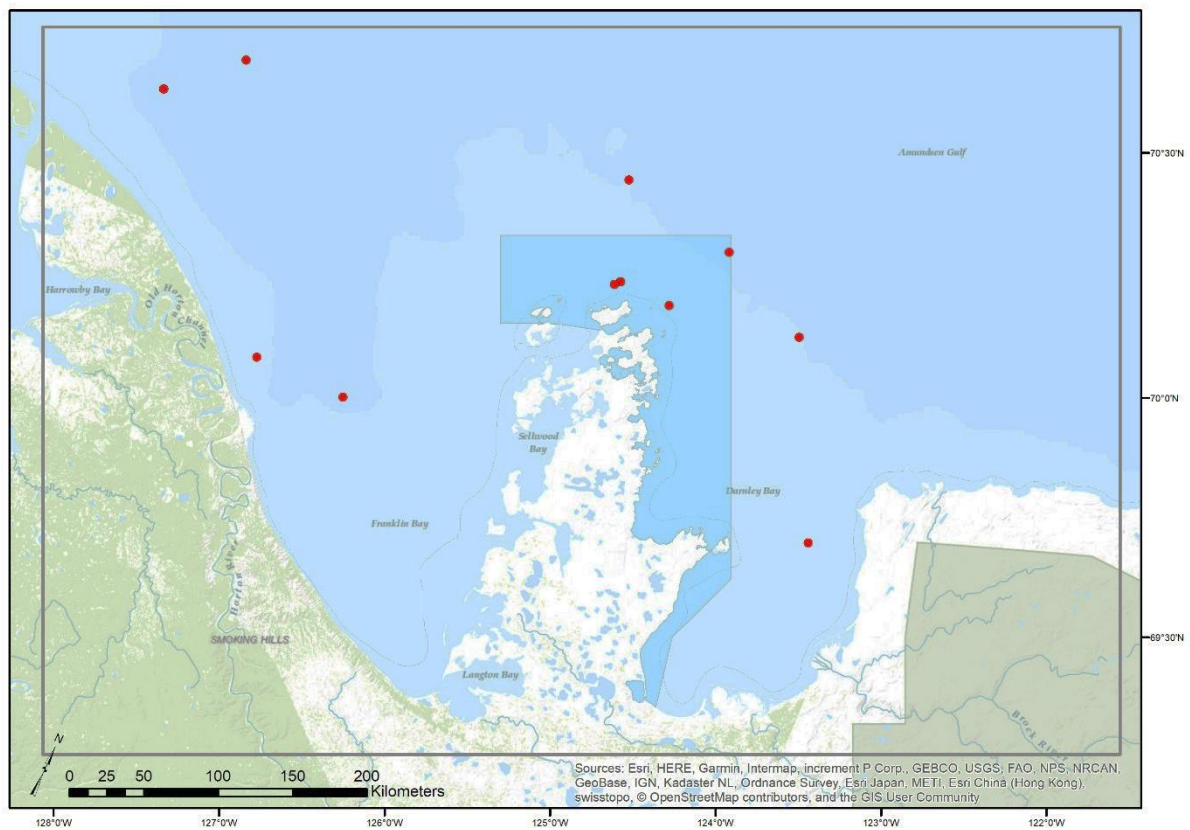 Amundsen Gulf
70°30'N
Harrowby Bay
Old Horton Channel
70°0'N
Sellwood
Bay
Darnley Bay
Franklin Bay
Horton River
SMOKING HILLS
69°30'N
Langton Bay
Brock River
N
0 25 50 100 150 200
Kilometers
Sources: Esri, HERE, Garmin, Intermap, increment P Corp., GEBCO, USGS, FAO, NPS, NRCAN,
GeoBase, IGN, Kadaster NL, Ordnance Survey, Esri Japan, METI, Esri China (Hong Kong),
swisstopo, © OpenStreetMap contributors, and the GIS User Community
128°0'W 127°0'W 126°0'W 125°0'W 124°0'W 123°0'W 122°0'W